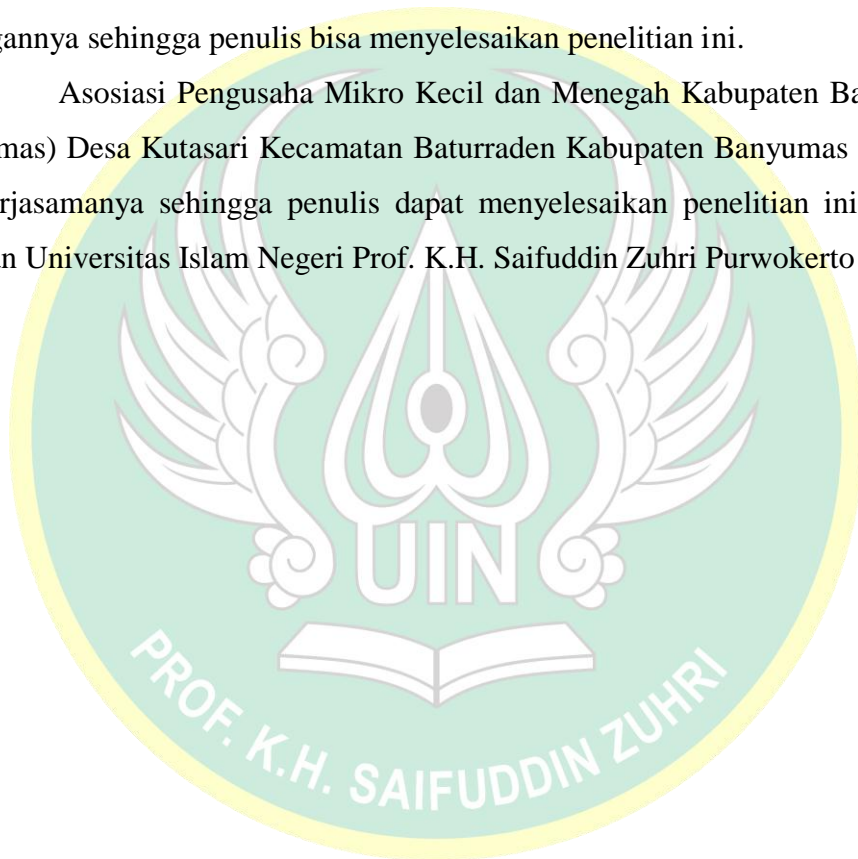 gannya sehingga penulis bisa menyelesaikan penelitian ini.
Asosiasi Pengusaha Mikro Kecil dan Menegah Kabupaten Ba
mas) Desa Kutasari Kecamatan Baturraden Kabupaten Banyumas
rjasamanya sehingga penulis dapat menyelesaikan penelitian ini
n Universitas Islam Negeri Prof. K.H. Saifuddin Zuhri Purwokerto
UIN
PROF. K.H. SAIFUDDIN ZUHRI